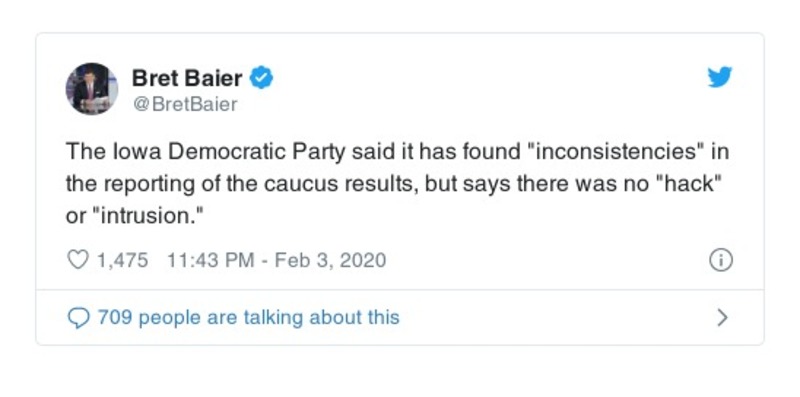 Bret Baier
@BretBaier
The Iowa Democratic Party said it has found "inconsistencies" in
the reporting of the caucus results, but says there was no "hack"
or "intrusion."
1,475 11:43 PM - Feb 3, 2020
709 people are talking about this